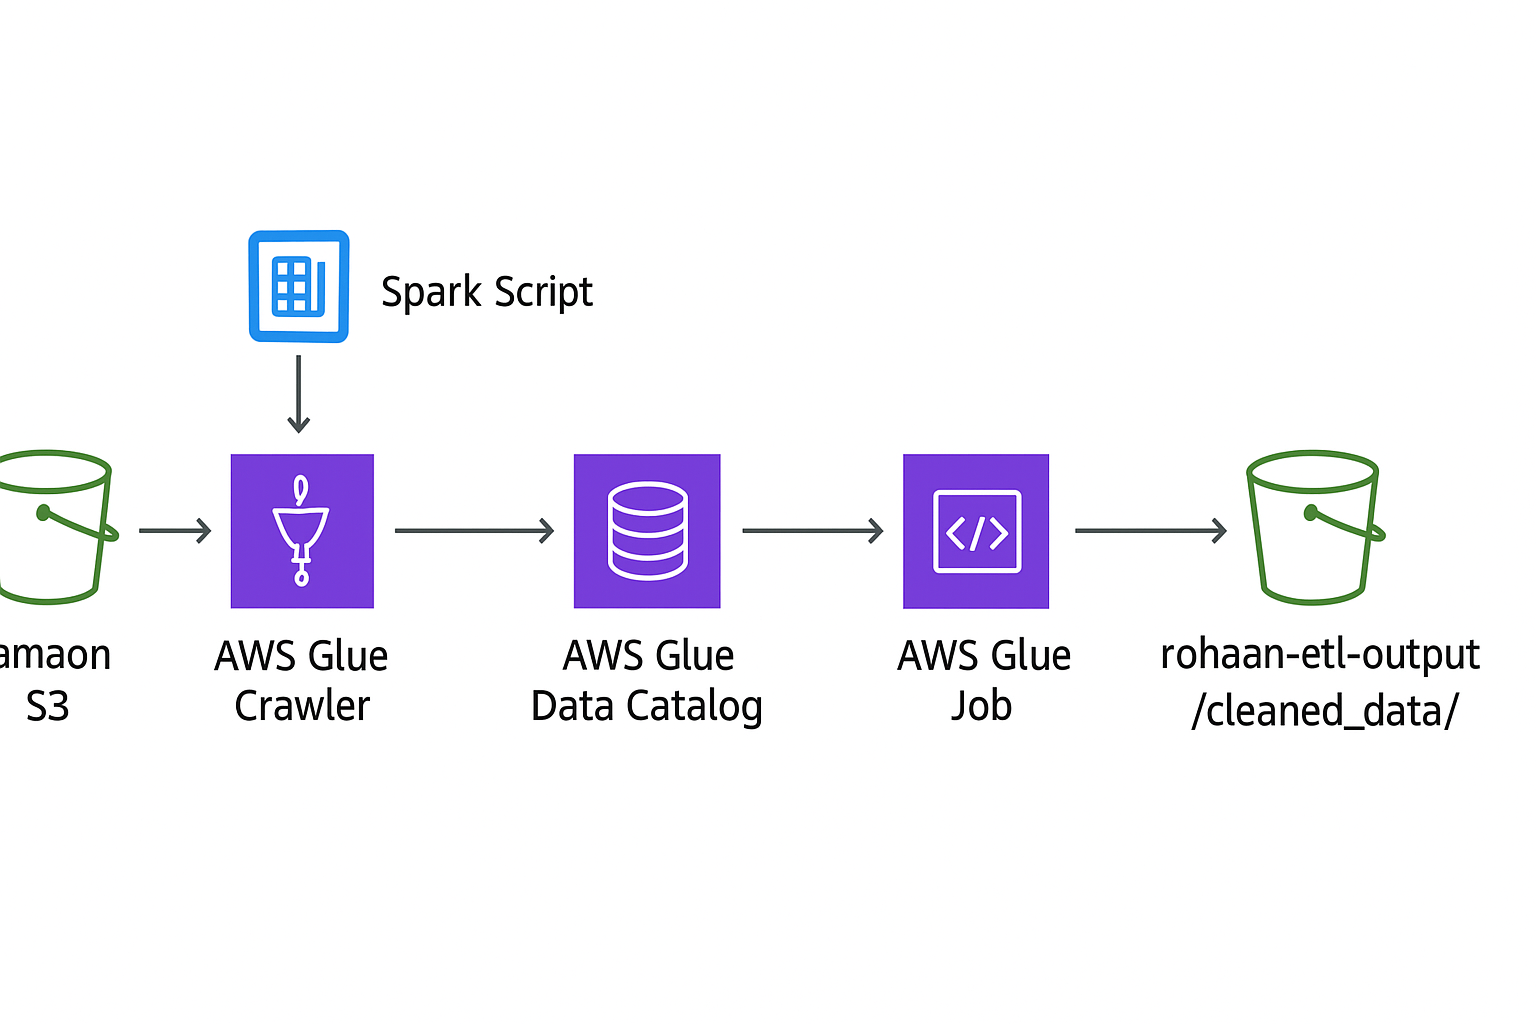 Spark Script
amaon
S3
AWS Glue
Crawler
AWS Glue
Data Catalog
</>
AWS Glue
Job
rohaan-etl-output
/cleaned_data/